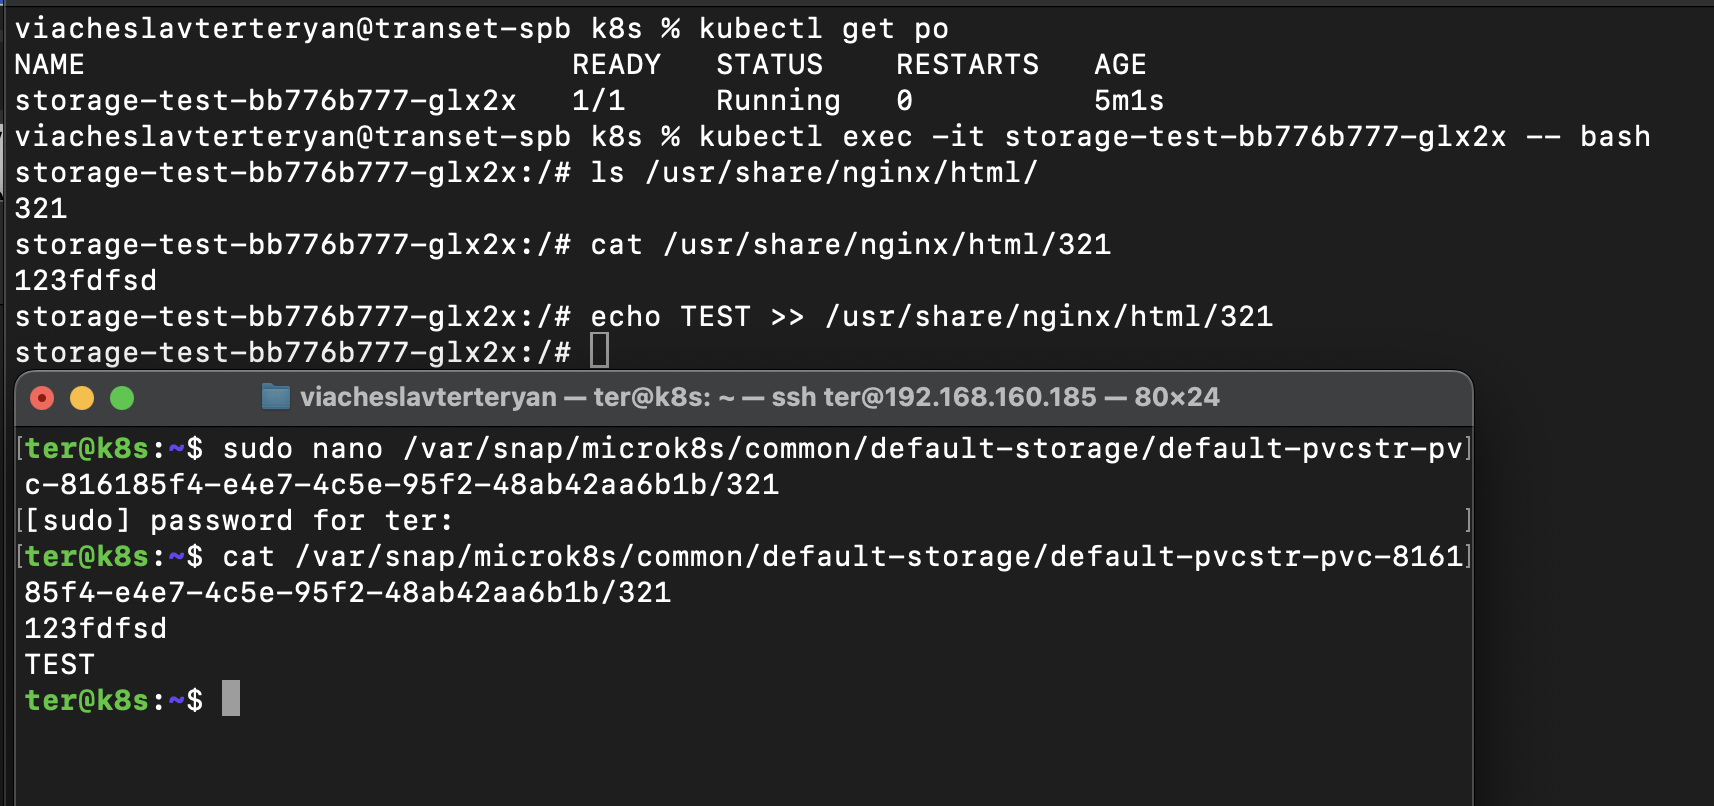 viacheslavterteryan@transet-spb k8s % kubectl get po
NAME READY STATUS RESTARTS AGE
storage-test-bb776b777-glx2x 1/1 Running 0 5m1s
viacheslavterteryan@transet-spb k8s % kubectl exec -it storage-test-bb776b777-glx2x -- bash
storage-test-bb776b777-glx2x:/# ls /usr/share/nginx/html/
321
storage-test-bb776b777-glx2x:/# cat /usr/share/nginx/html/321
123fdfsd
storage-test-bb776b777-glx2x:/# echo TEST >> /usr/share/nginx/html/321
storage-test-bb776b777-glx2x:/#
viacheslavterteryan — ter@k8s: ~ — ssh ter@192.168.160.185 — 80×24
[ter@k8s:~$ sudo nano /var/snap/microk8s/common/default-storage/default-pvcstr-pv]
c-816185f4-e4e7-4c5e-95f2-48ab42aa6b1b/321
[[sudo] password for ter: ]
[ter@k8s:~$ cat /var/snap/microk8s/common/default-storage/default-pvcstr-pvc-8161]
85f4-e4e7-4c5e-95f2-48ab42aa6b1b/321
123fdfsd
TEST
ter@k8s:~$